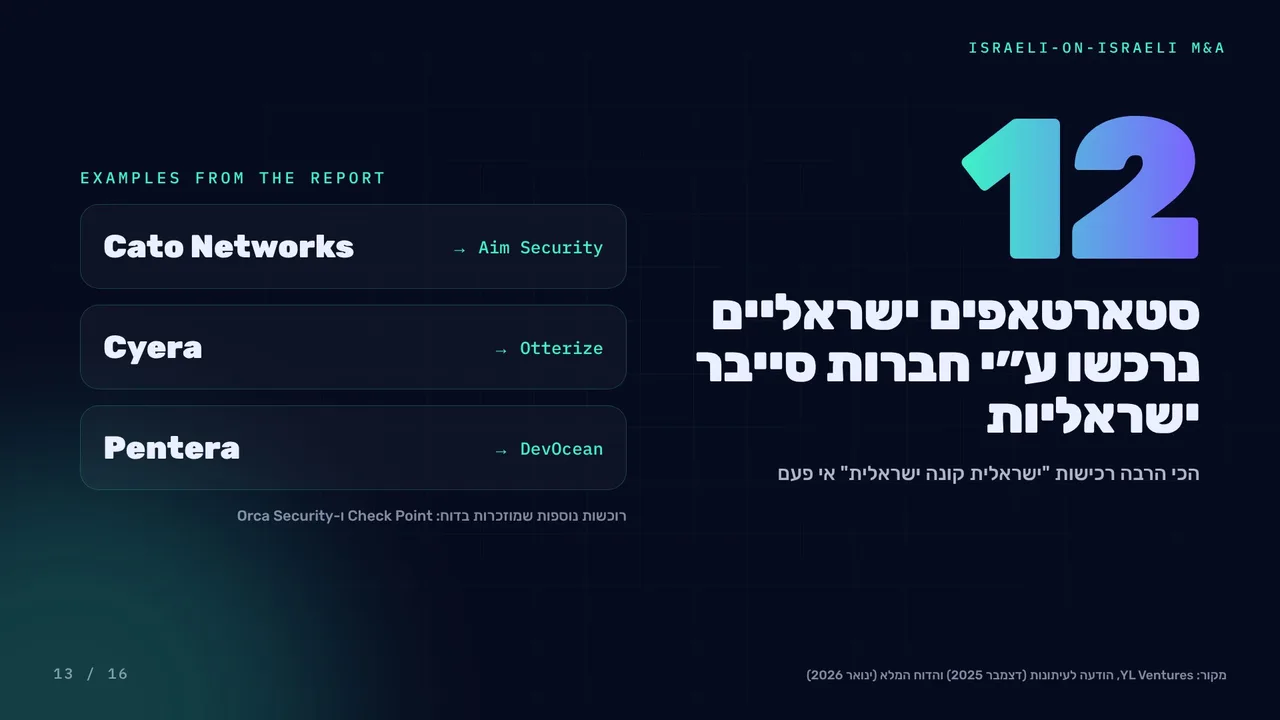 ISRAELI-ON-ISRAELI M&A
12
סטארטאפים ישראליים
נרכשו ע״י חברות סייבר
ישראליות
הכי הרבה רכישות "ישראלית קונה ישראלית" אי פעם
EXAMPLES FROM THE REPORT
Cato Networks → Aim Security
Cyera → Otterize
Pentera → DevOcean
רוכשות נוספות שמוזכרות בדוח: Check Point ו-Orca Security
מקור: YL Ventures, הודעה לעיתונות (דצמבר 2025) והדוח המלא (ינואר 2026)
13 / 16